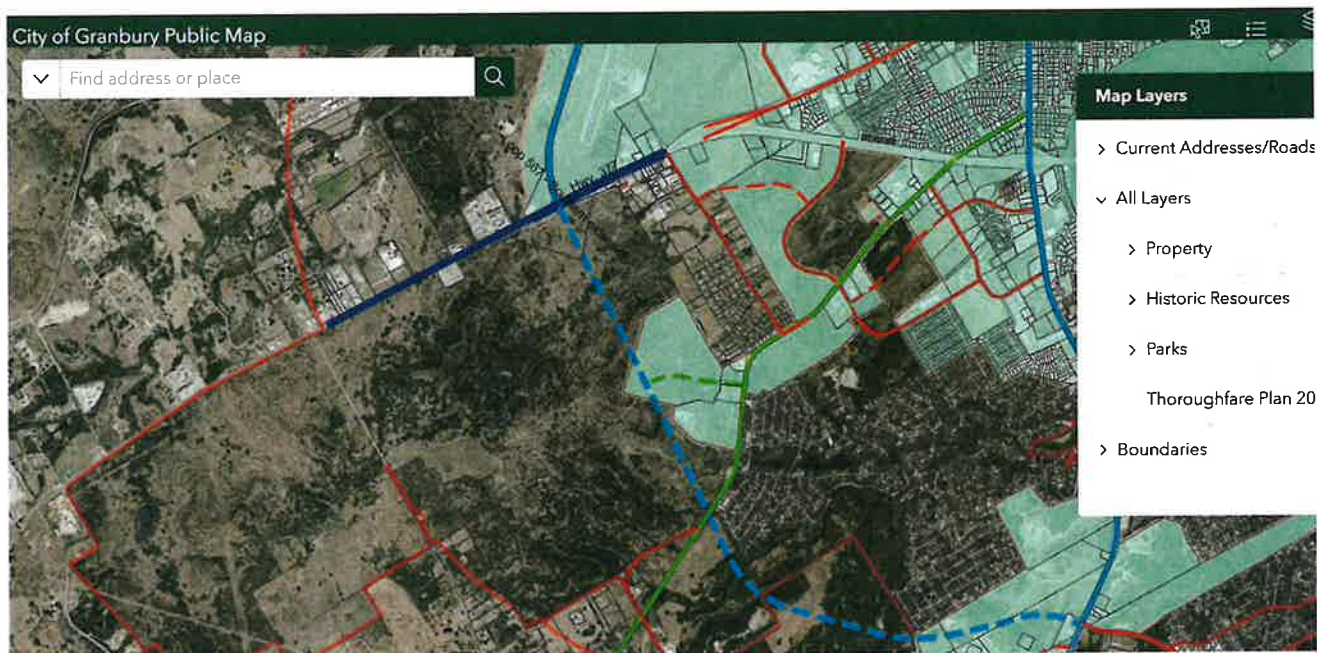 City of Granbury Public Map
Find address or place
Map Layers
Current Addresses/Roads
All Layers
Property
Historic Resources
Parks
Thoroughfare Plan 20
Boundaries